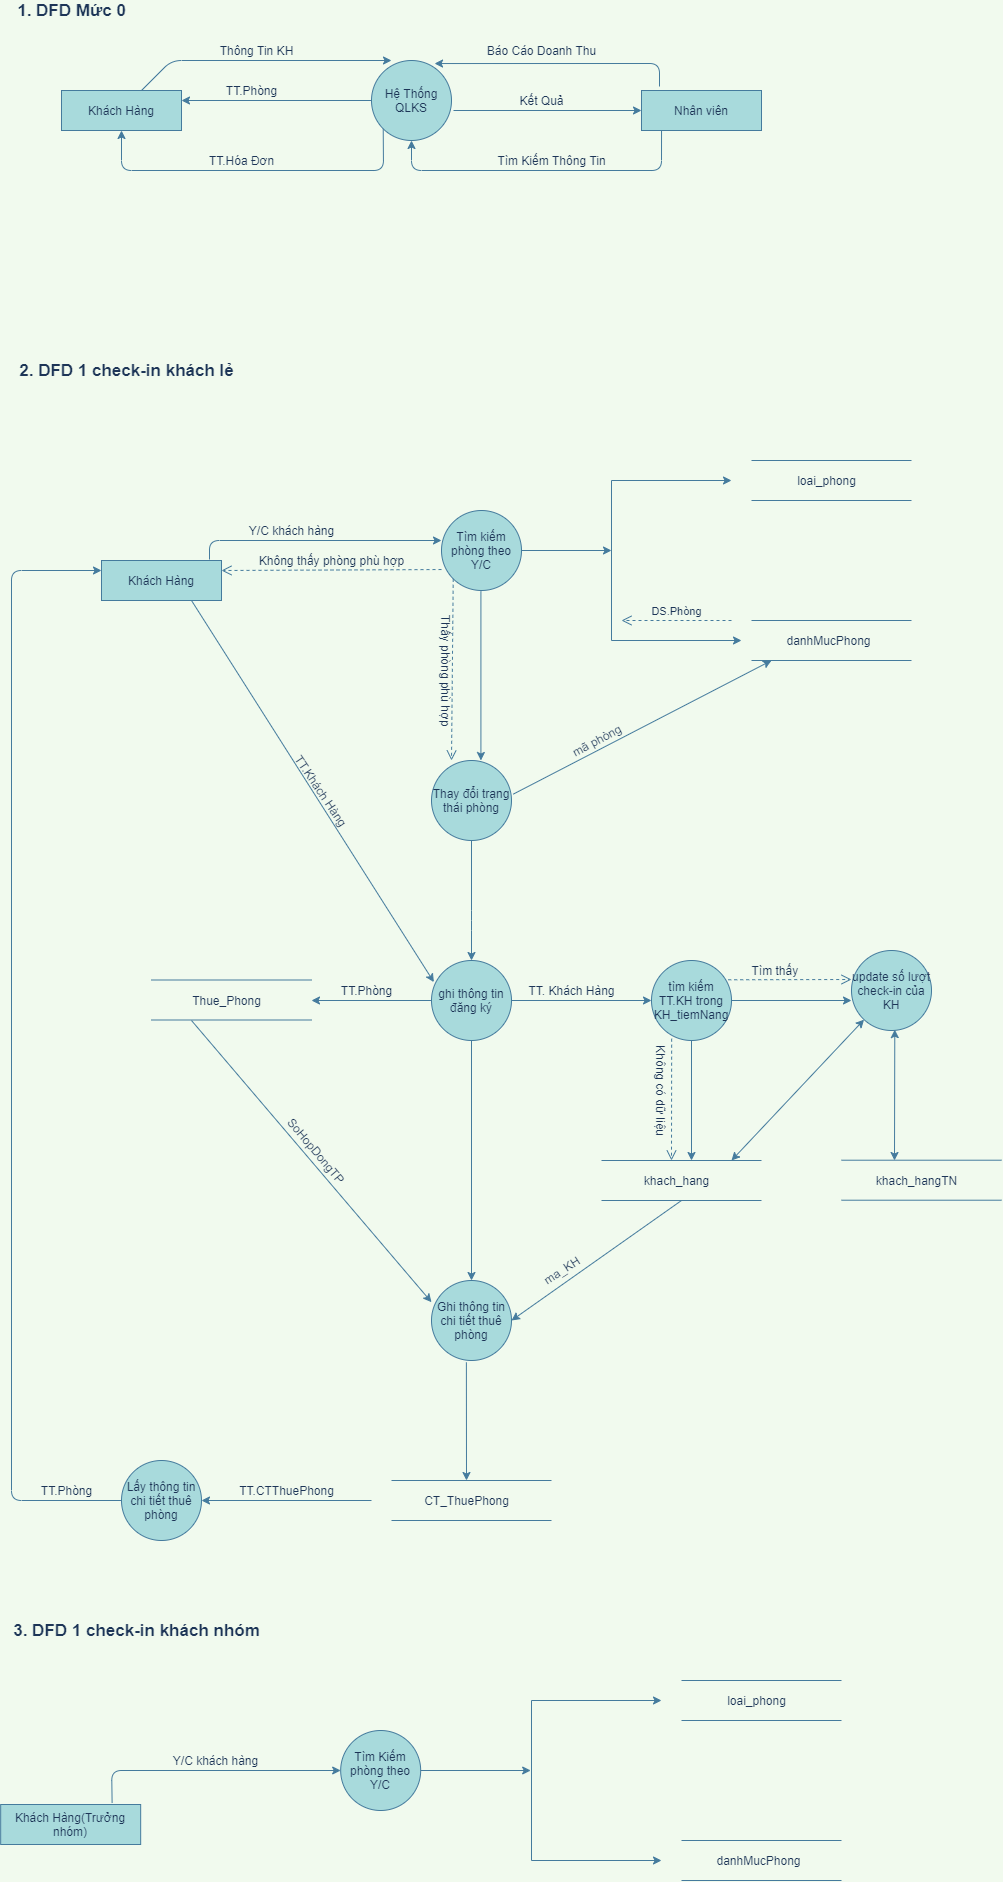 1. DFD Mức 0
Thông Tin KH
Báo Cáo Doanh Thu
TT.Phòng
Hệ Thống
QLKS
Kết Quả
Khách Hàng
Nhân viên
TT.Hóa Đơn
Tìm Kiếm Thông Tin
2. DFD 1 check-in khách lẻ
loai_phong
Y/C khách hàng
Tìm kiếm
phòng theo
Y/C
Không thấy phòng phù hợp
Khách Hàng
DS.Phòng
danhMucPhong
Thấy phòng phù hợp
mã phòng
TT.Khách Hàng
Thay đổi trạng
thái phòng
Tìm thấy
update số lượt
check-in của
KH
Thue_Phong
TT.Phòng
ghi thông tin
đăng ký
TT. Khách Hàng
tìm kiếm
TT.KH trong
KH_tiemNang
Không có dữ liệu
SoHopDongTP
khach_hang
khach_hangTN
ma_KH
Ghi thông tin
chi tiết thuê
phòng
TT.Phòng
Lấy thông tin
chi tiết thuê
phòng
TT.CTThuePhong
CT_ThuePhong
3. DFD 1 check-in khách nhóm
loai_phong
Y/C khách hàng
Tìm Kiếm
phòng theo
Y/C
Khách Hàng(Trưởng
nhóm)
danhMucPhong